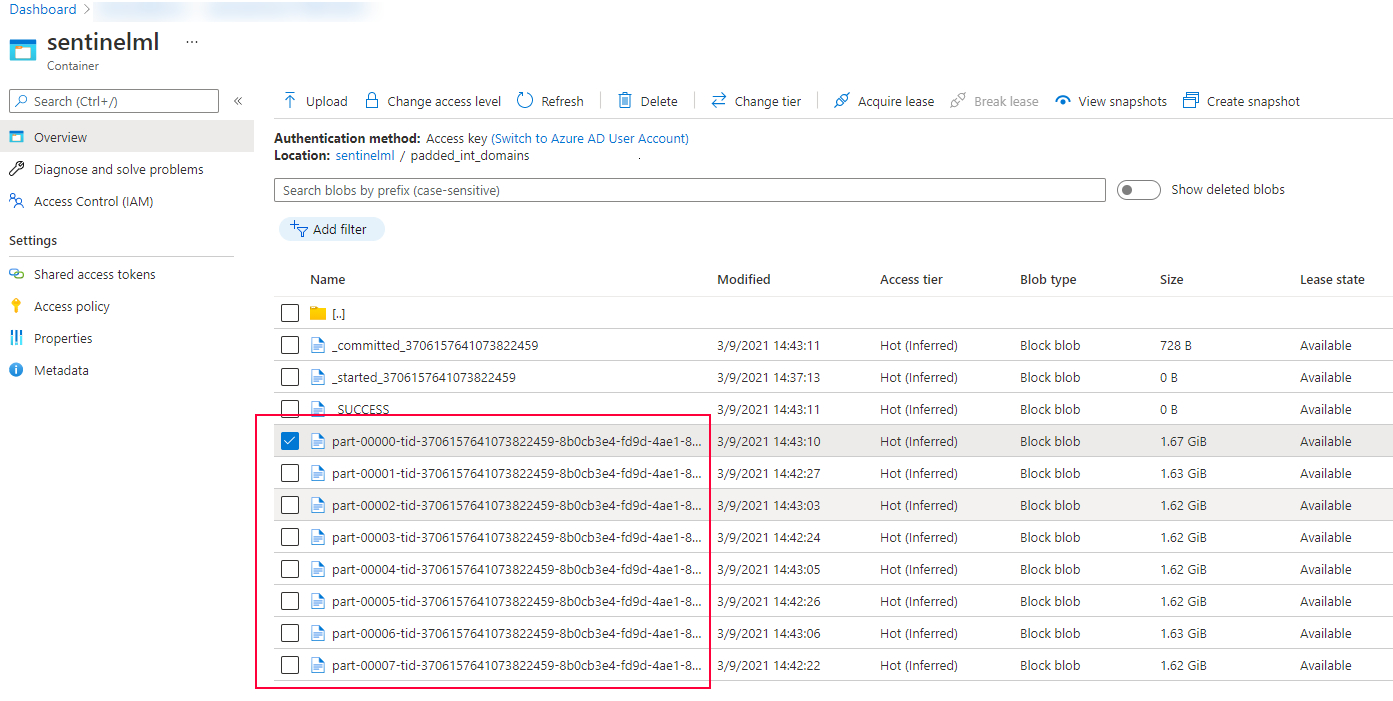 Dashboard >
sentinelml ...
Container
Search (Ctrl+/) «
Overview
Diagnose and solve problems
Access Control (IAM)
Settings
Shared access tokens
Access policy
Properties
Metadata
Upload Change access level Refresh Delete Change tier Acquire lease Break lease View snapshots Create snapshot
Authentication method: Access key (Switch to Azure AD User Account)
Location: sentinelml / padded_int_domains
Search blobs by prefix (case-sensitive) Show deleted blobs
Add filter
Name Modified Access tier Blob type Size Lease state
[..]
_committed_3706157641073822459 3/9/2021 14:43:11 Hot (Inferred) Block blob 728 B Available
_started_3706157641073822459 3/9/2021 14:37:13 Hot (Inferred) Block blob 0 B Available
_SUCCESS 3/9/2021 14:43:11 Hot (Inferred) Block blob 0 B Available
part-00000-tid-3706157641073822459-8b0cb3e4-fd9d-4ae1-8... 3/9/2021 14:43:10 Hot (Inferred) Block blob 1.67 GiB Available
part-00001-tid-3706157641073822459-8b0cb3e4-fd9d-4ae1-8... 3/9/2021 14:42:27 Hot (Inferred) Block blob 1.63 GiB Available
part-00002-tid-3706157641073822459-8b0cb3e4-fd9d-4ae1-8... 3/9/2021 14:43:03 Hot (Inferred) Block blob 1.62 GiB Available
part-00003-tid-3706157641073822459-8b0cb3e4-fd9d-4ae1-8... 3/9/2021 14:42:24 Hot (Inferred) Block blob 1.62 GiB Available
part-00004-tid-3706157641073822459-8b0cb3e4-fd9d-4ae1-8... 3/9/2021 14:43:05 Hot (Inferred) Block blob 1.62 GiB Available
part-00005-tid-3706157641073822459-8b0cb3e4-fd9d-4ae1-8... 3/9/2021 14:42:26 Hot (Inferred) Block blob 1.62 GiB Available
part-00006-tid-3706157641073822459-8b0cb3e4-fd9d-4ae1-8... 3/9/2021 14:43:06 Hot (Inferred) Block blob 1.63 GiB Available
part-00007-tid-3706157641073822459-8b0cb3e4-fd9d-4ae1-8... 3/9/2021 14:42:22 Hot (Inferred) Block blob 1.62 GiB Available